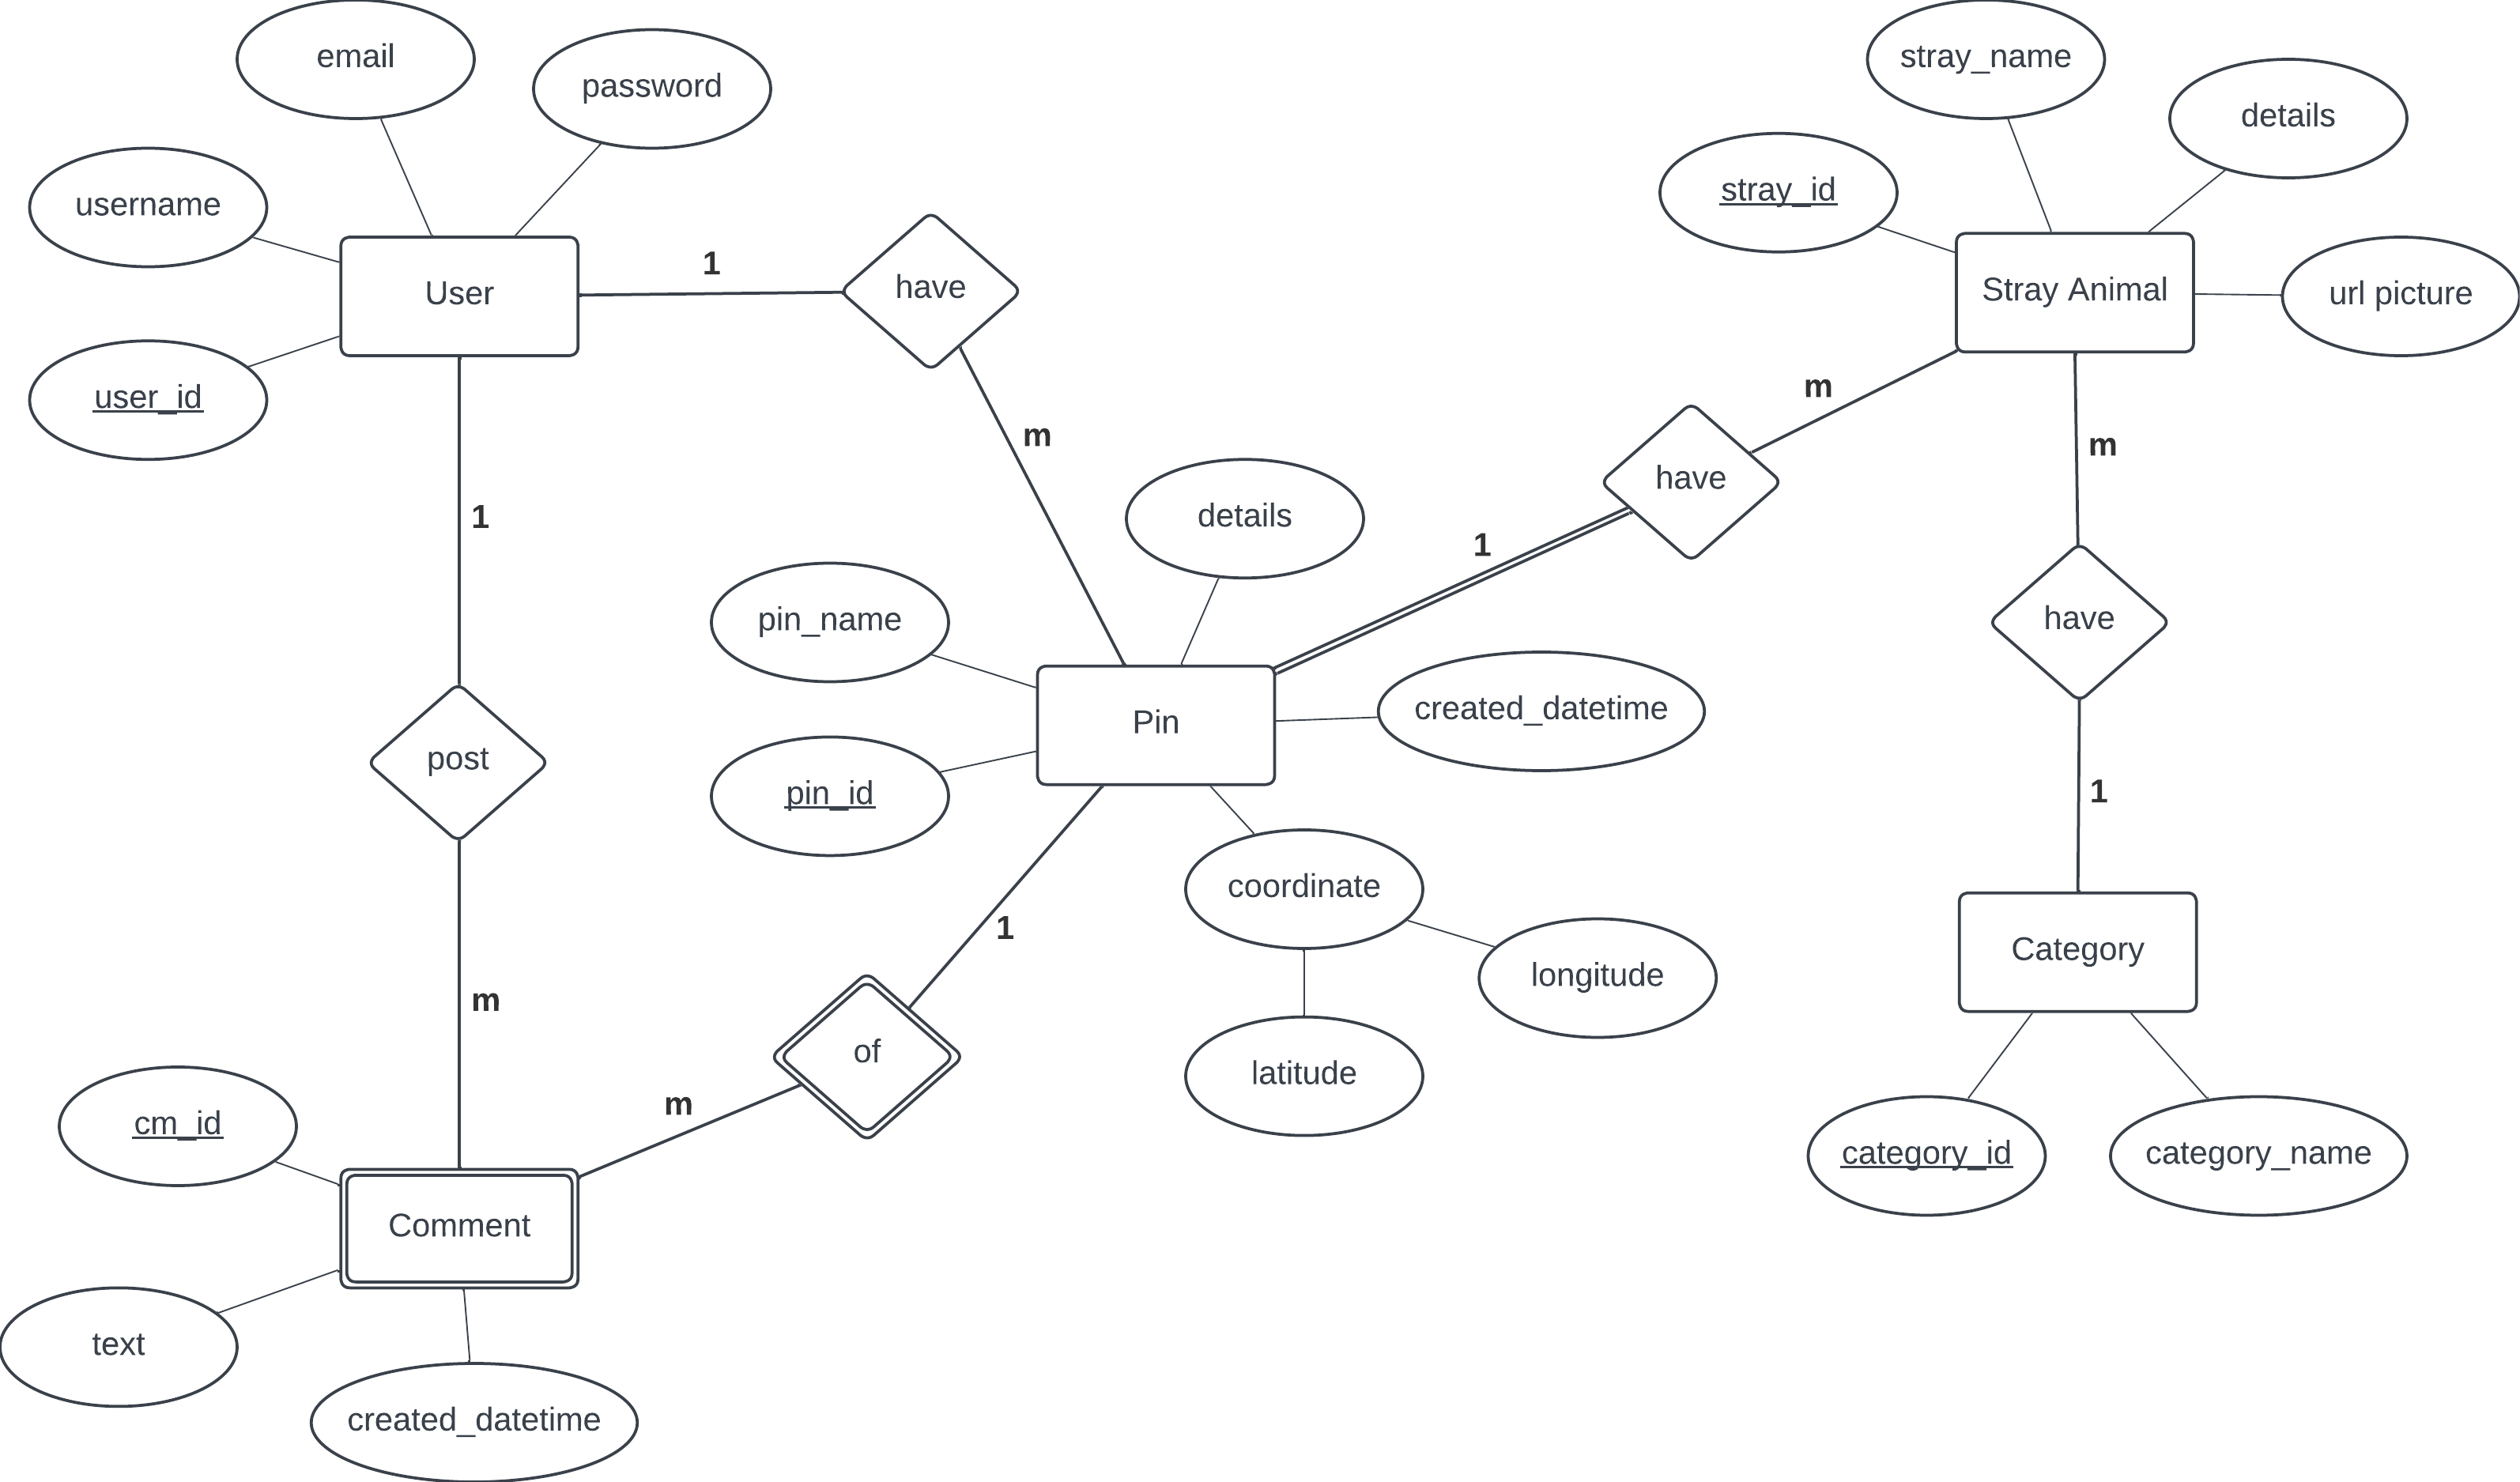 email
stray_name
password
details
stray_id
username
1
have
User
Stray Animal
url picture
m
user_id
m
m
have
details
1
1
pin_name
have
created_datetime
Pin
post
pin_id
1
coordinate
1
Category
longitude
m
of
latitude
m
cm_id
category_id
category_name
Comment
text
created_datetime